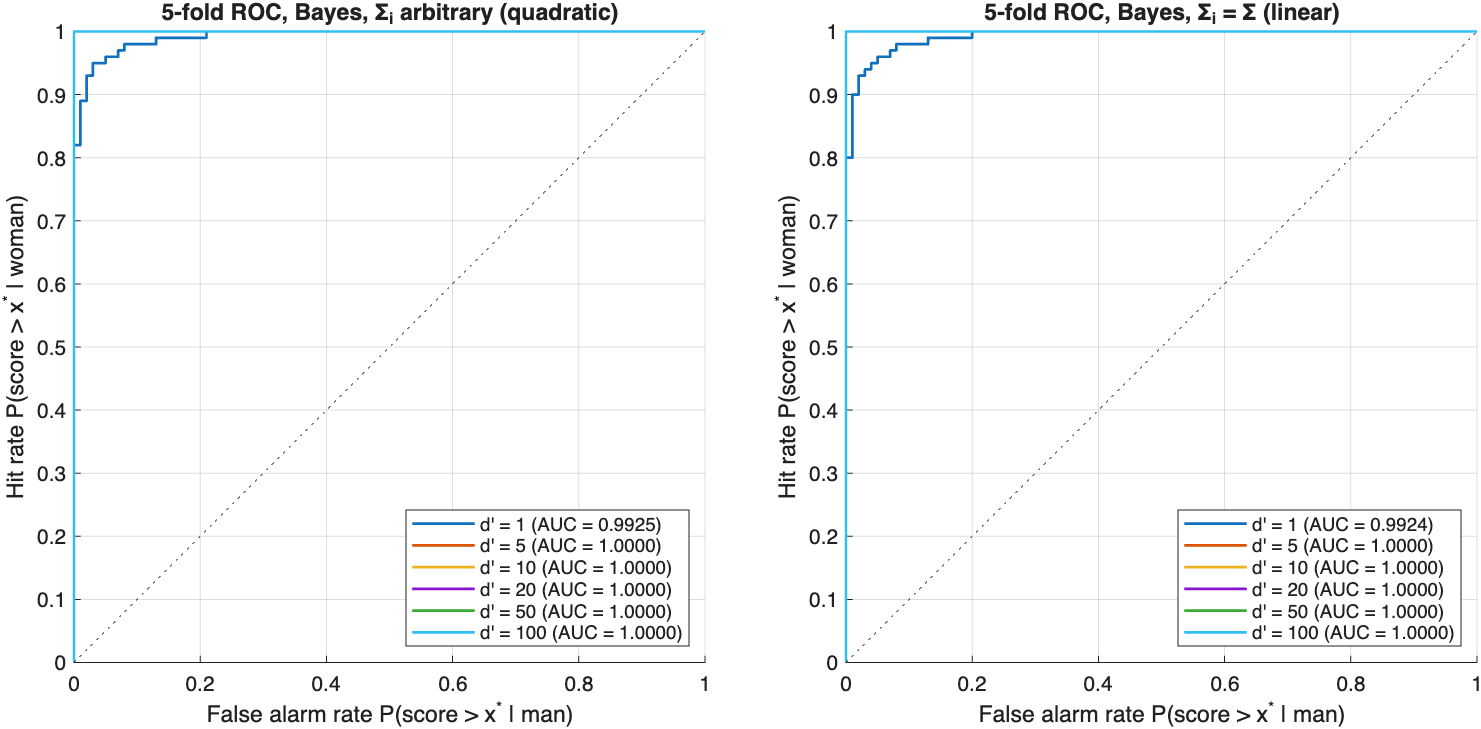 5-fold ROC, Bayes, Σi arbitrary (quadratic)
1
0.9
0.8
0.7
0.6
0.5
0.4
0.3
0.2
0.1
0
Hit rate P(score > x* | woman)
d' = 1 (AUC = 0.9925)
d' = 5 (AUC = 1.0000)
d' = 10 (AUC = 1.0000)
d' = 20 (AUC = 1.0000)
d' = 50 (AUC = 1.0000)
d' = 100 (AUC = 1.0000)
0 0.2 0.4 0.6 0.8 1
False alarm rate P(score > x* | man)
5-fold ROC, Bayes, Σi = Σ (linear)
1
0.9
0.8
0.7
0.6
0.5
0.4
0.3
0.2
0.1
0
Hit rate P(score > x* | woman)
d' = 1 (AUC = 0.9924)
d' = 5 (AUC = 1.0000)
d' = 10 (AUC = 1.0000)
d' = 20 (AUC = 1.0000)
d' = 50 (AUC = 1.0000)
d' = 100 (AUC = 1.0000)
0 0.2 0.4 0.6 0.8 1
False alarm rate P(score > x* | man)